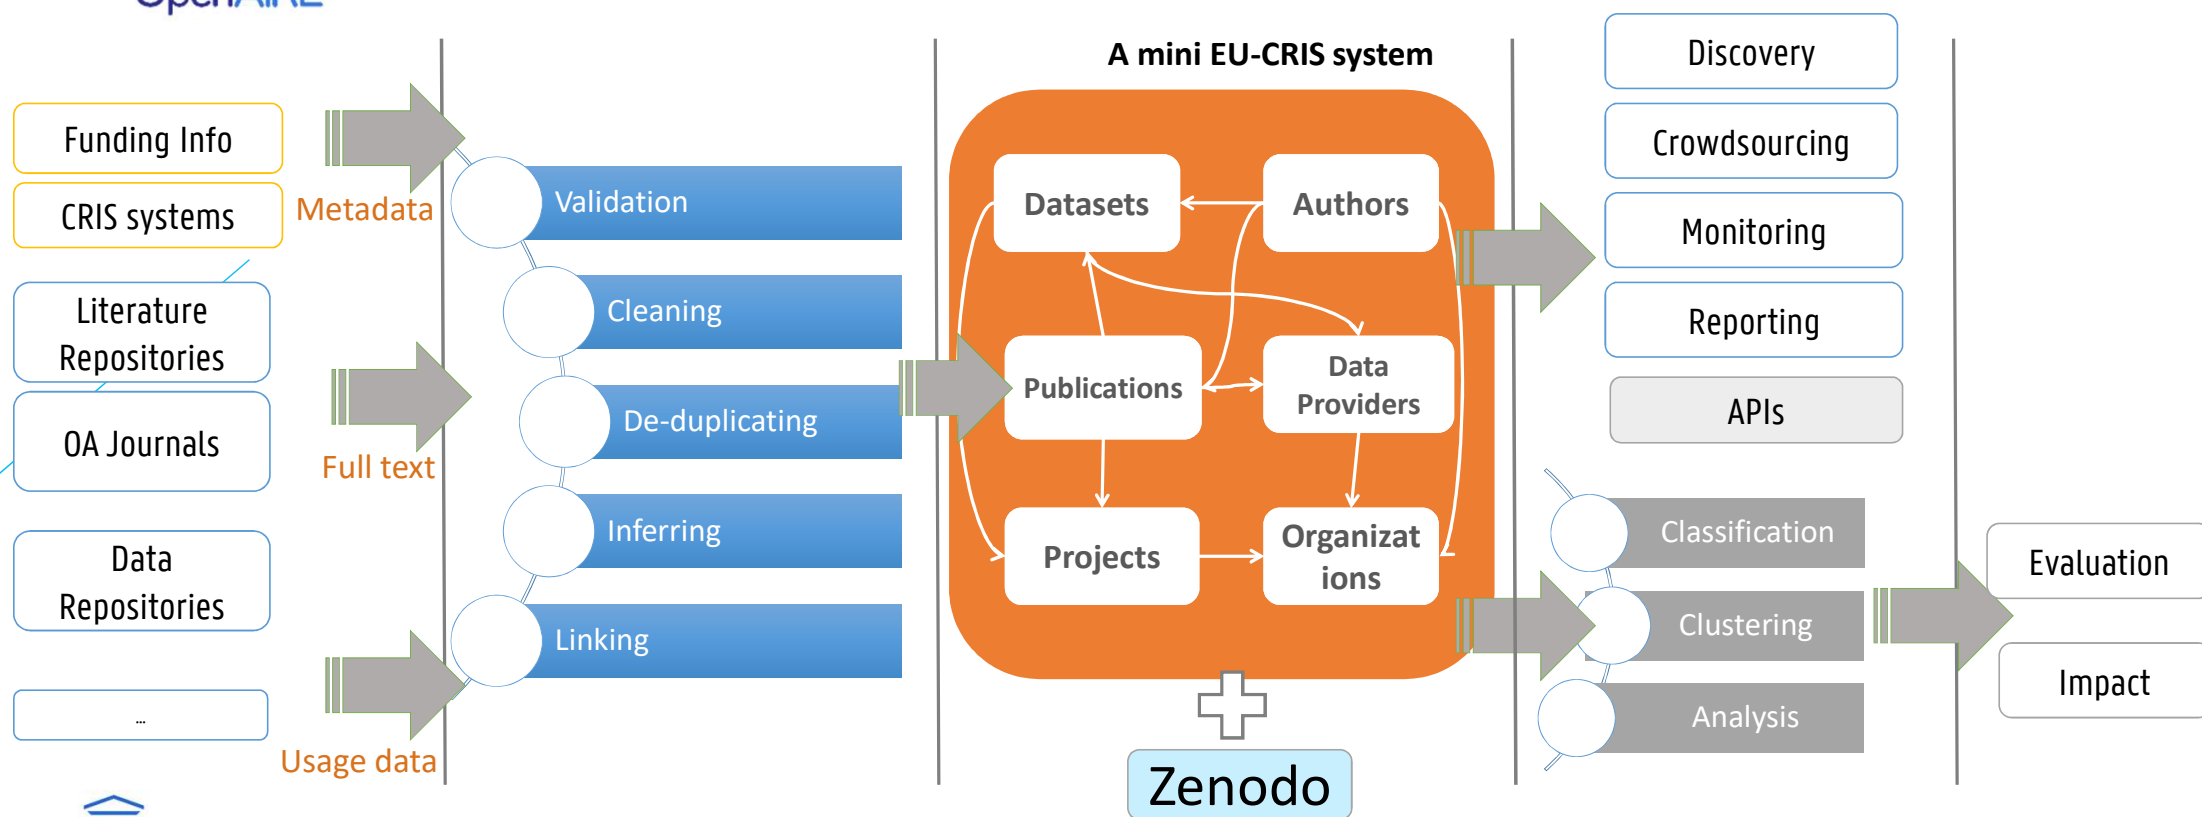 OpenAIRE
Funding Info
CRIS systems
Literature
Repositories
OA Journals
Data
Repositories
...
Metadata
Full text
Usage data
Validation
Cleaning
De-duplicating
Inferring
Linking
A mini EU-CRIS system
Datasets
Authors
Publications
Data
Providers
Projects
Organizat
ions
Zenodo
Discovery
Crowdsourcing
Monitoring
Reporting
APIs
Classification
Clustering
Analysis
Evaluation
Impact